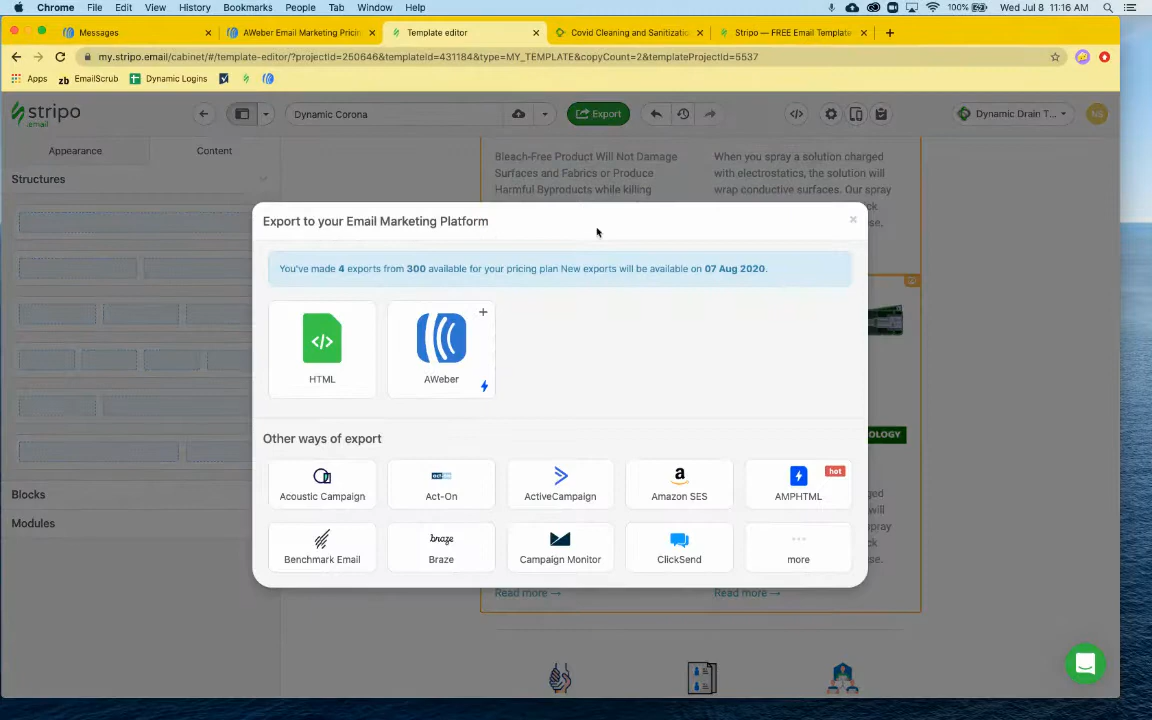 Chrome File Edit View History Bookmarks People Tab Window Help 100% Wed Jul 8 11:16 AM
Messages × AWeber Email Marketing Pricin × Template editor × Covid Cleaning and Sanitizatio × Stripo — FREE Email Template × +
my.stripo.email/cabinet/#/template-editor/?projectId=250646&templateId=431184&type=MY_TEMPLATE&copyCount=2&templateProjectId=5537
Apps zb EmailScrub Dynamic Logins
stripo .email Dynamic Corona Export </> Dynamic Drain T... NS
Appearance Content
Structures
Blocks
Modules
Bleach-Free Product Will Not Damage
Surfaces and Fabrics or Produce
Harmful Byproducts while killing
When you spray a solution charged
with electrostatics, the solution will
wrap conductive surfaces. Our spray
Export to your Email Marketing Platform ×
You've made 4 exports from 300 available for your pricing plan New exports will be available on 07 Aug 2020.
</>
HTML
+
AWeber
Other ways of export
Acoustic Campaign
act-on
Act-On
ActiveCampaign
a
Amazon SES
hot
AMPHTML
Benchmark Email
braze
Braze
Campaign Monitor
ClickSend
...
more
OLOGY
Read more → Read more →